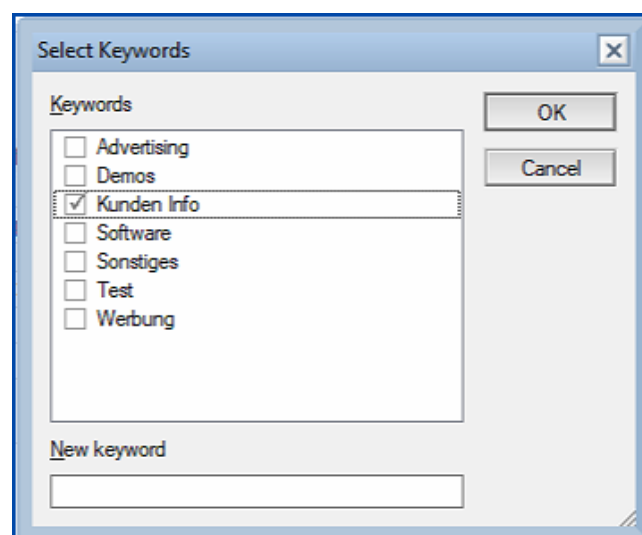 Select Keywords
Keywords
OK
Advertising
Demos
Cancel
Kunden Info
Software
Sonstiges
Test
Werbung
New keyword